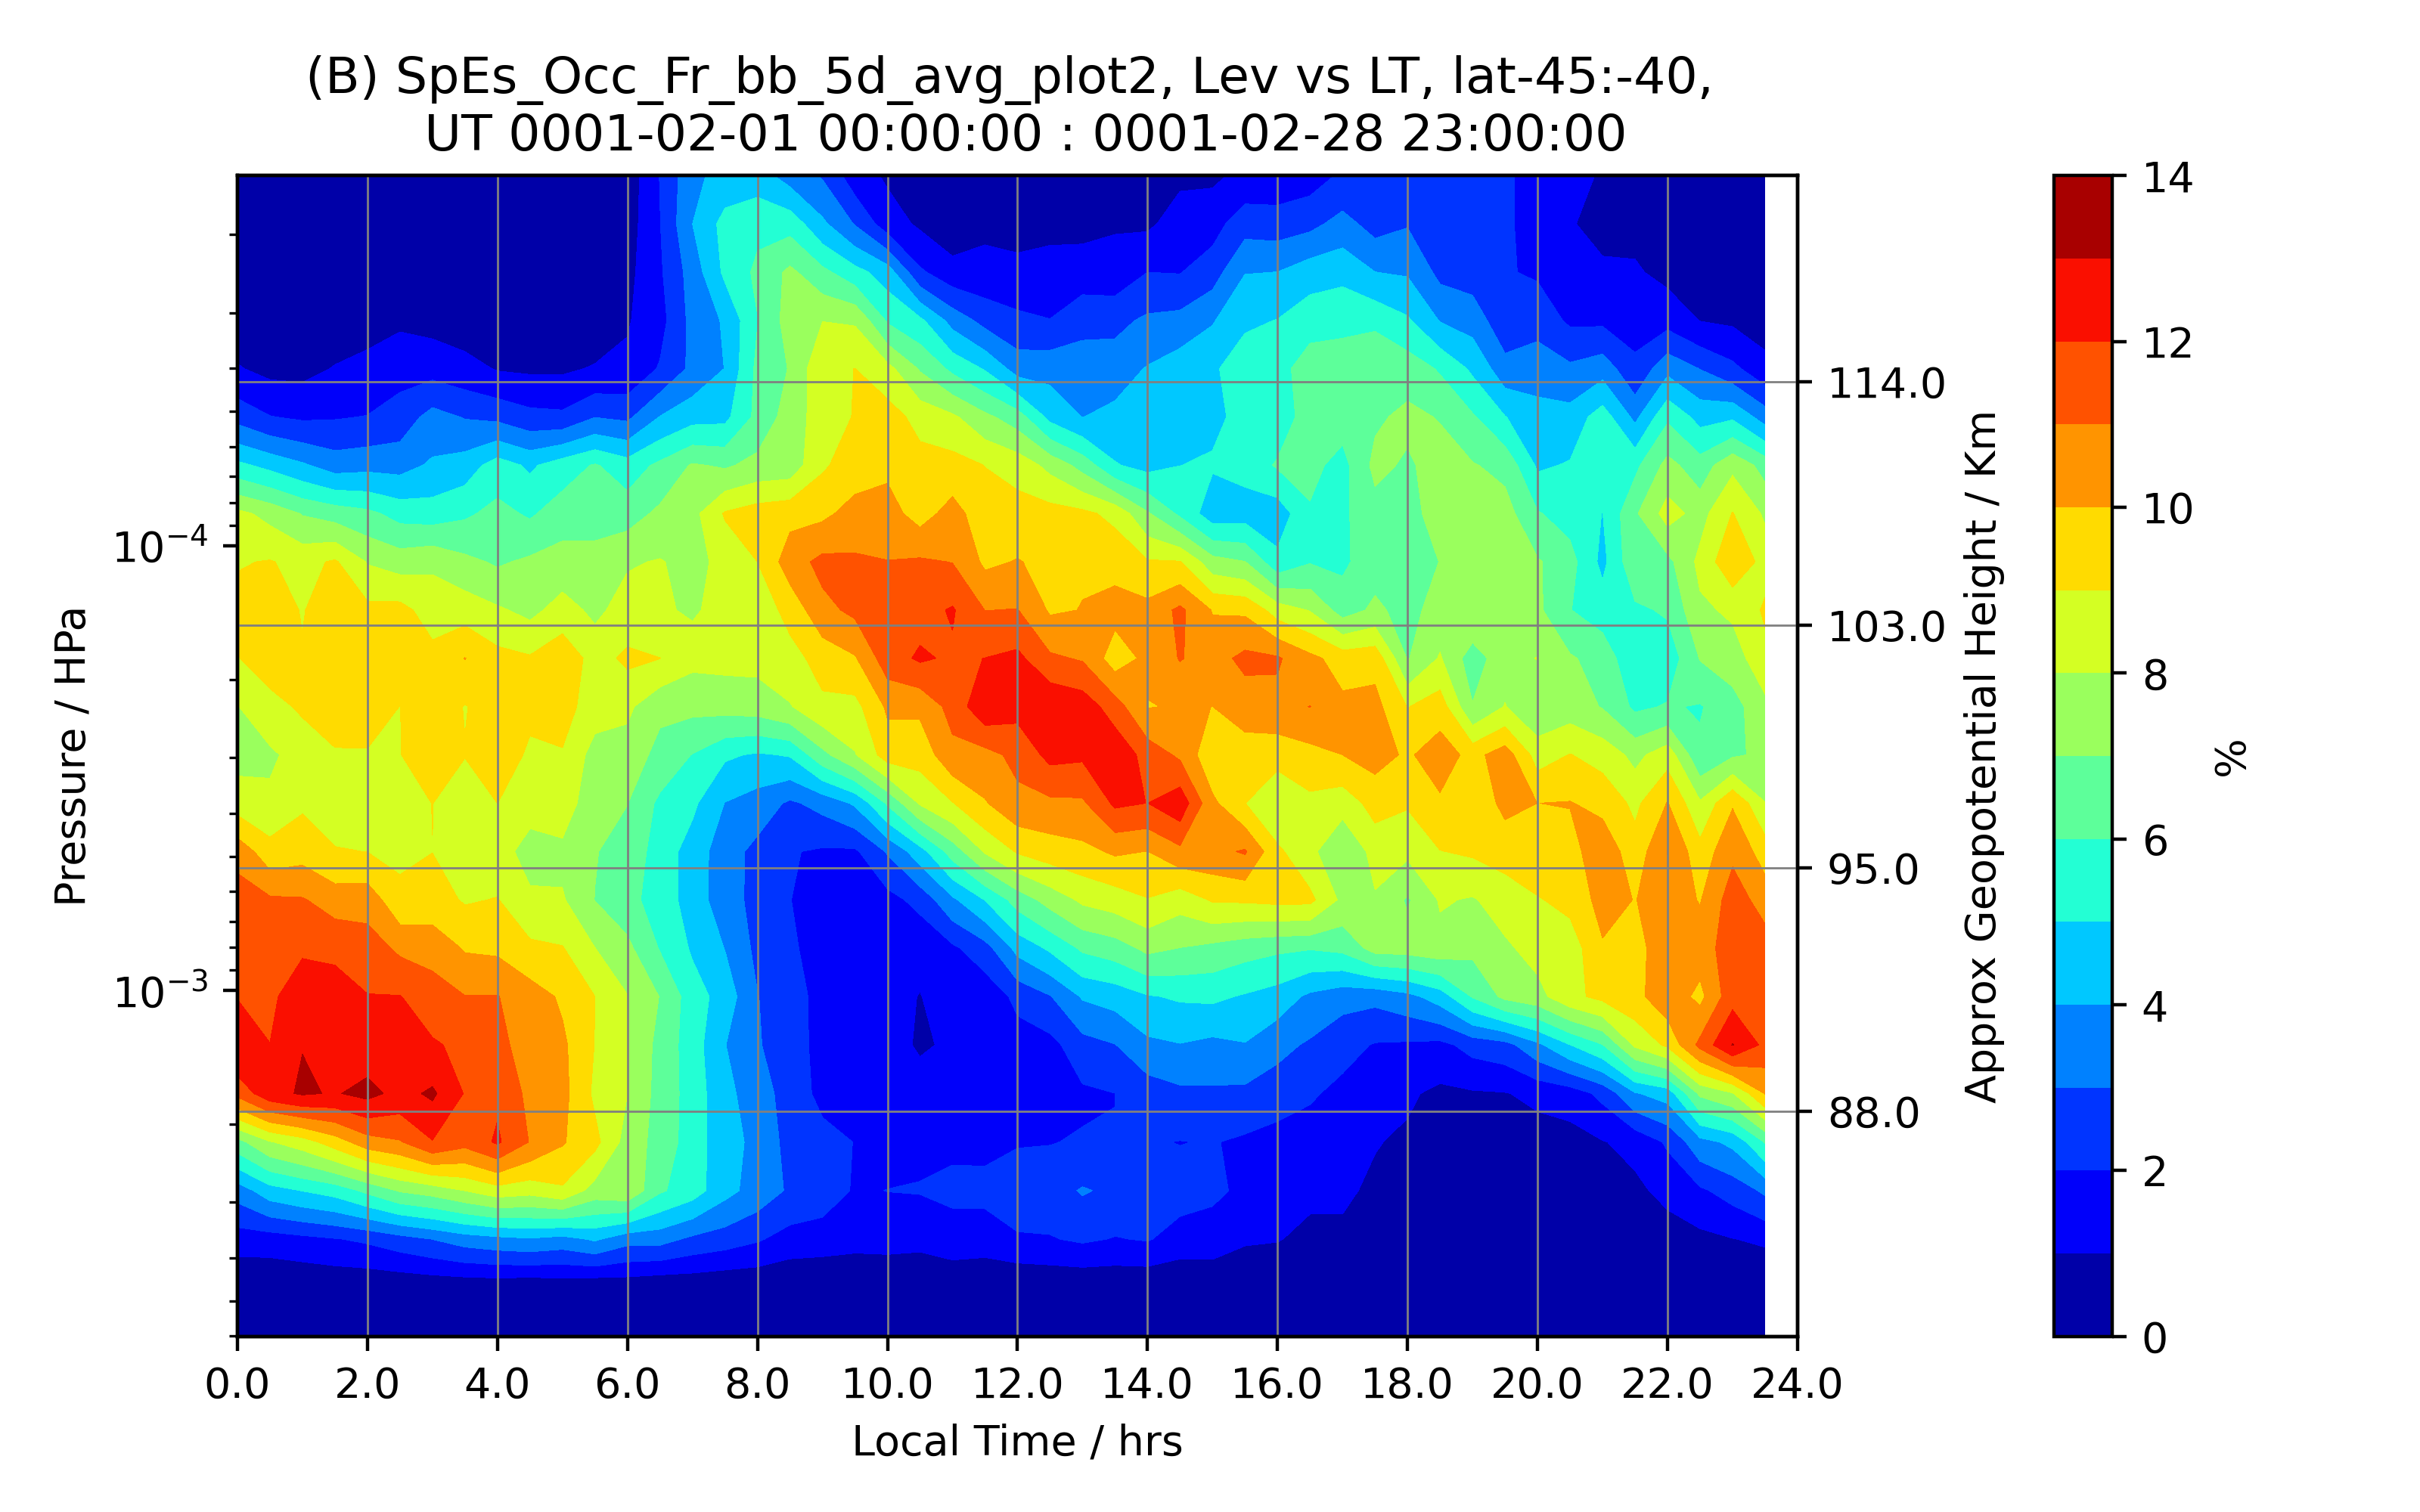 (B) SpEs_Occ_Fr_bb_5d_avg_plot2, Lev vs LT, lat-45:-40,
UT 0001-02-01 00:00:00 : 0001-02-28 23:00:00
Pressure / HPa
10⁻⁴
10⁻³
0.0 2.0 4.0 6.0 8.0 10.0 12.0 14.0 16.0 18.0 20.0 22.0 24.0
Local Time / hrs
114.0
103.0
95.0
88.0
Approx Geopotential Height / Km
14
12
10
8
6
4
2
0
%